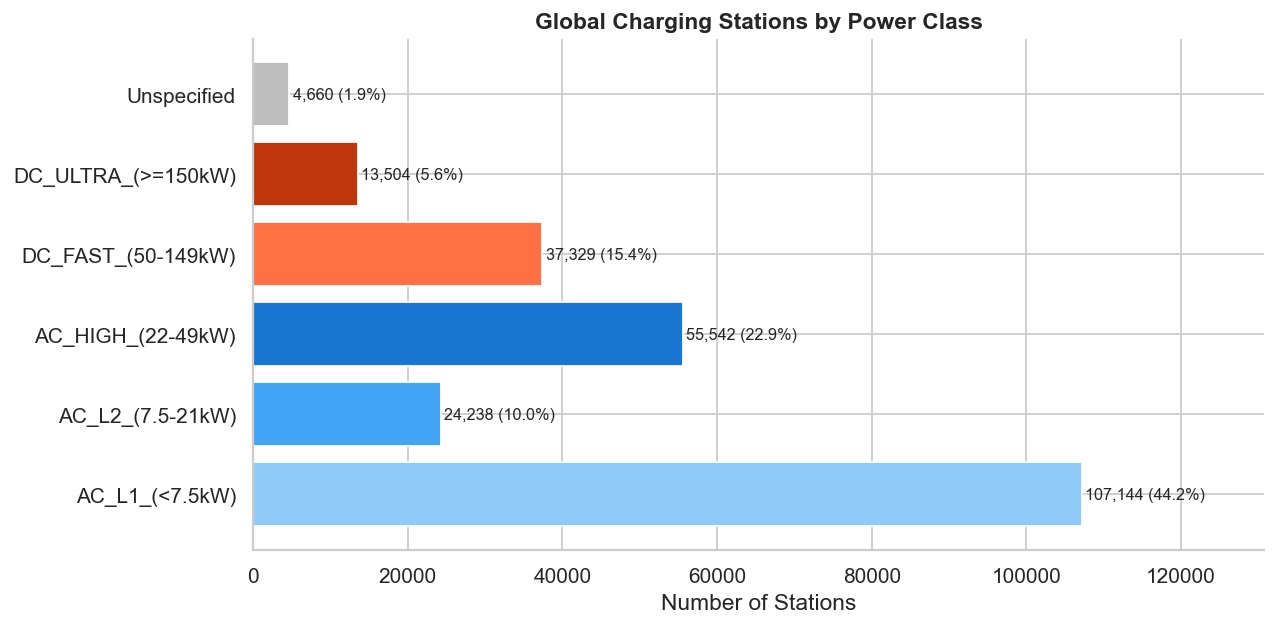 Global Charging Stations by Power Class
Unspecified
4,660 (1.9%)
DC_ULTRA_(>=150kW)
13,504 (5.6%)
DC_FAST_(50-149kW)
37,329 (15.4%)
AC_HIGH_(22-49kW)
55,542 (22.9%)
AC_L2_(7.5-21kW)
24,238 (10.0%)
AC_L1_(<7.5kW)
107,144 (44.2%)
0 20000 40000 60000 80000 100000 120000
Number of Stations